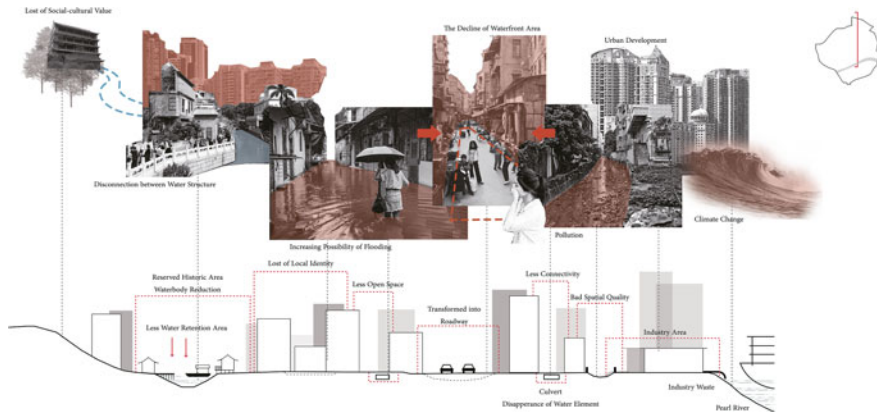 Lost of Social-cultural Value
The Decline of Waterfront Area
Urban Development
Disconnection between Water Structure
Increasing Possibility of Flooding
Pollution
Climate Change
Reserved Historic Area
Waterbody Reduction
Less Water Retention Area
Lost of Local Identity
Less Open Space
Transformed into
Roadway
Less Connectivity
Bad Spatial Quality
Industry Area
Culvert
Disapperance of Water Element
Industry Waste
Pearl River